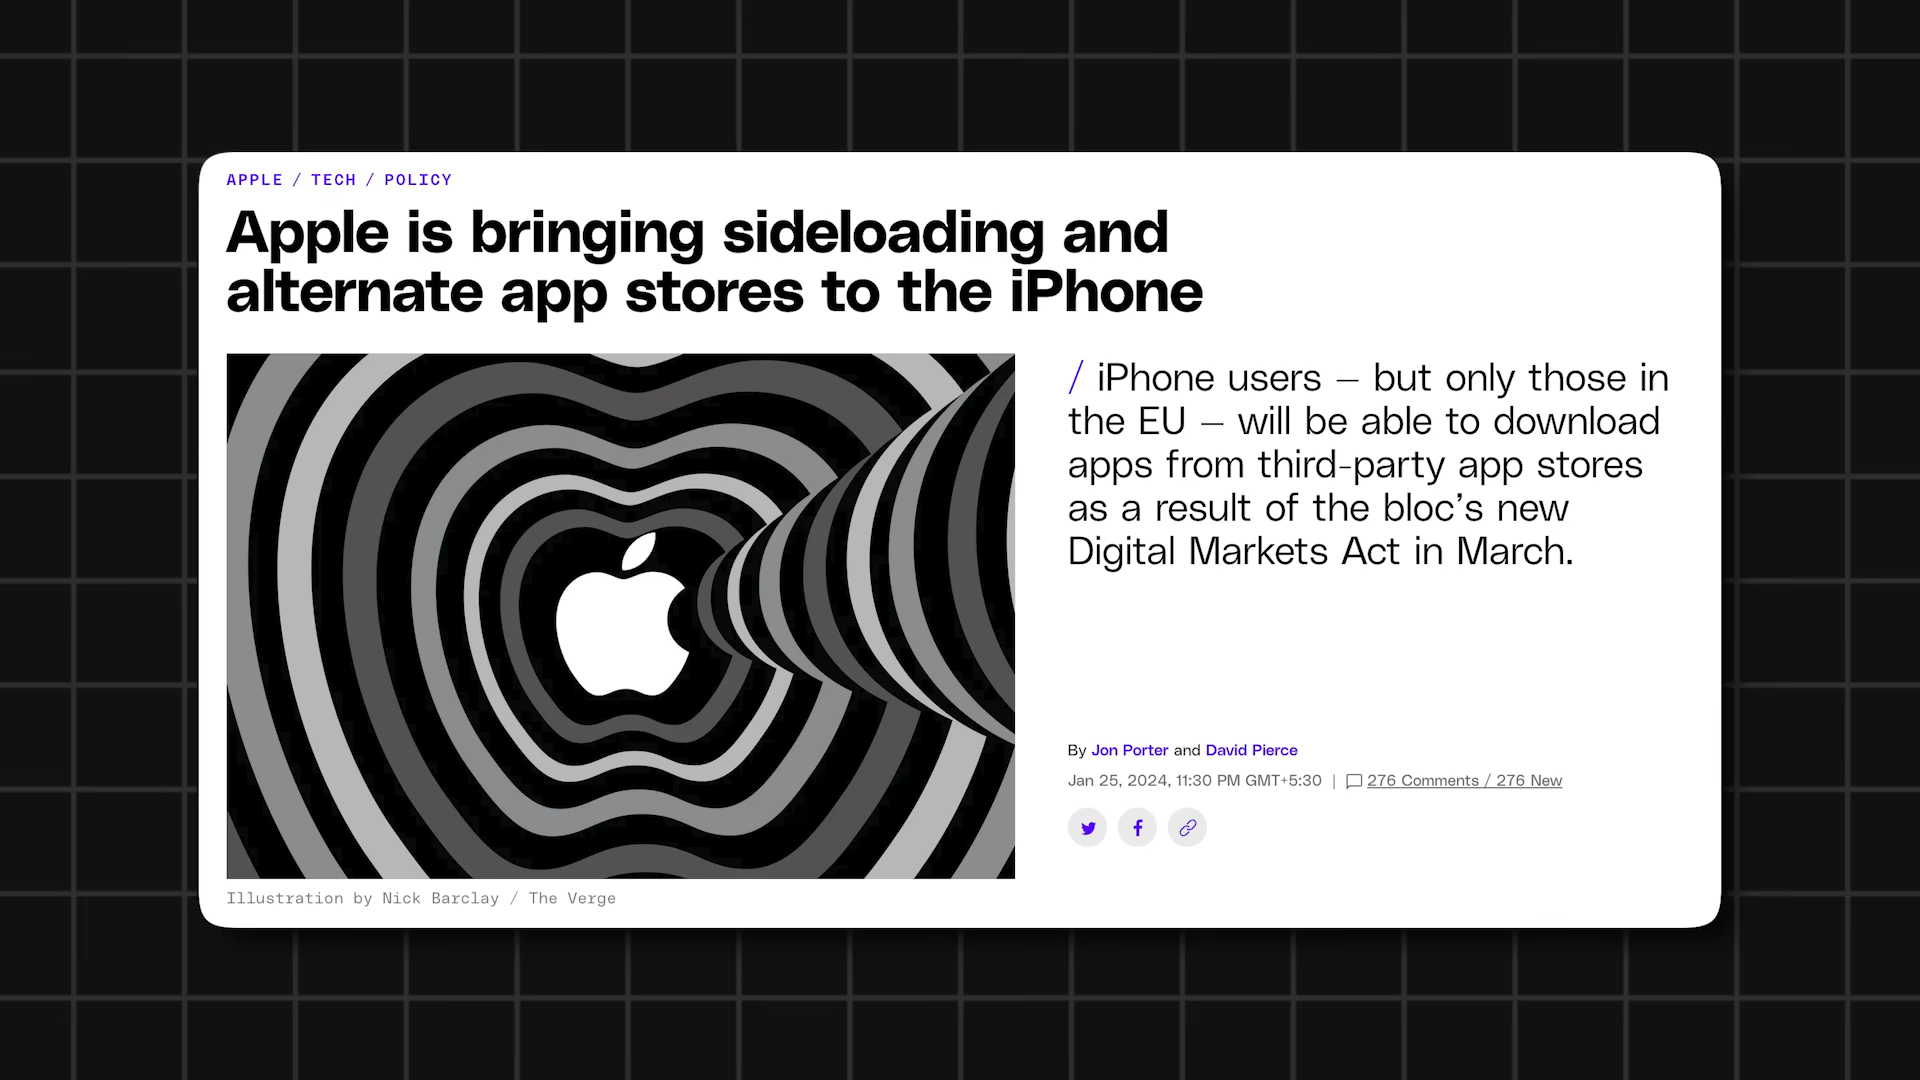 APPLE / TECH / POLICY
Apple is bringing sideloading and
alternate app stores to the iPhone
/ iPhone users – but only those in
the EU – will be able to download
apps from third-party app stores
as a result of the bloc’s new
Digital Markets Act in March.
By Jon Porter and David Pierce
Jan 25, 2024, 11:30 PM GMT+5:30 | 276 Comments / 276 New
Illustration by Nick Barclay / The Verge